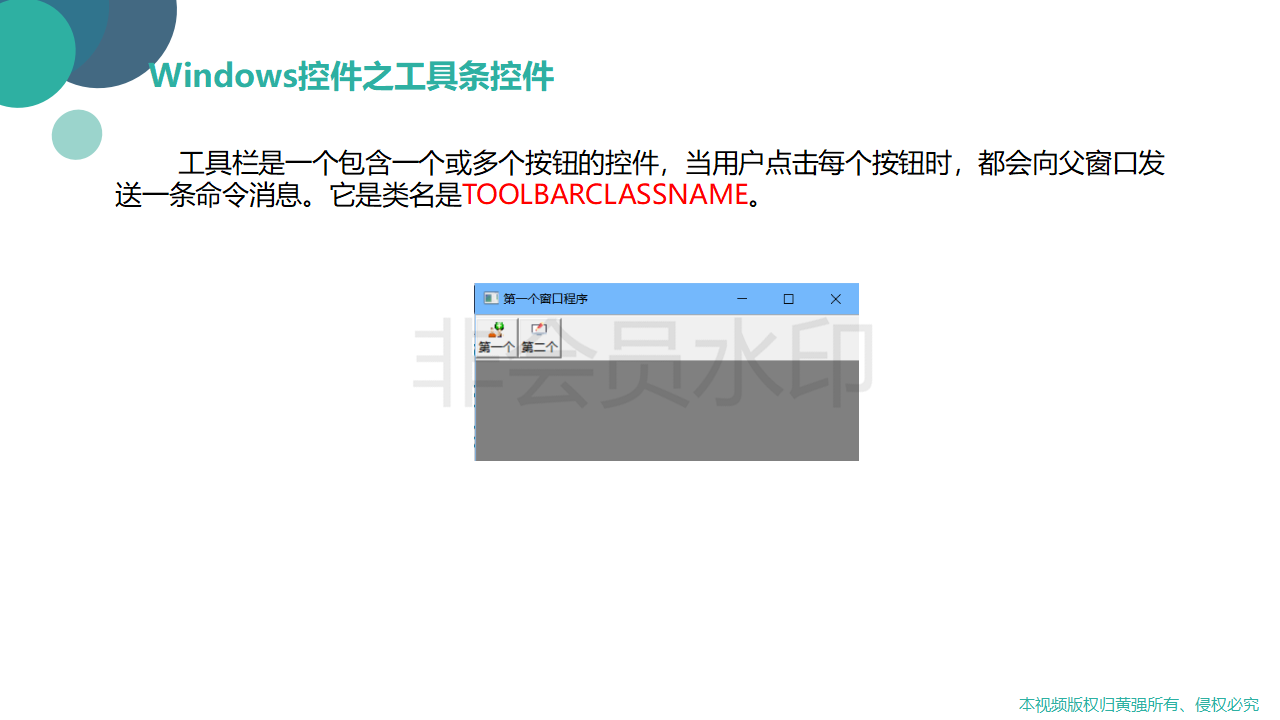 Windows控件之工具条控件
工具栏是一个包含一个或多个按钮的控件，当用户点击每个按钮时，都会向父窗口发
送一条命令消息。它是类名是TOOLBARCLASSNAME。
第一个窗口程序
第一个 第二个
非会员水印
本视频版权归黄强所有、侵权必究